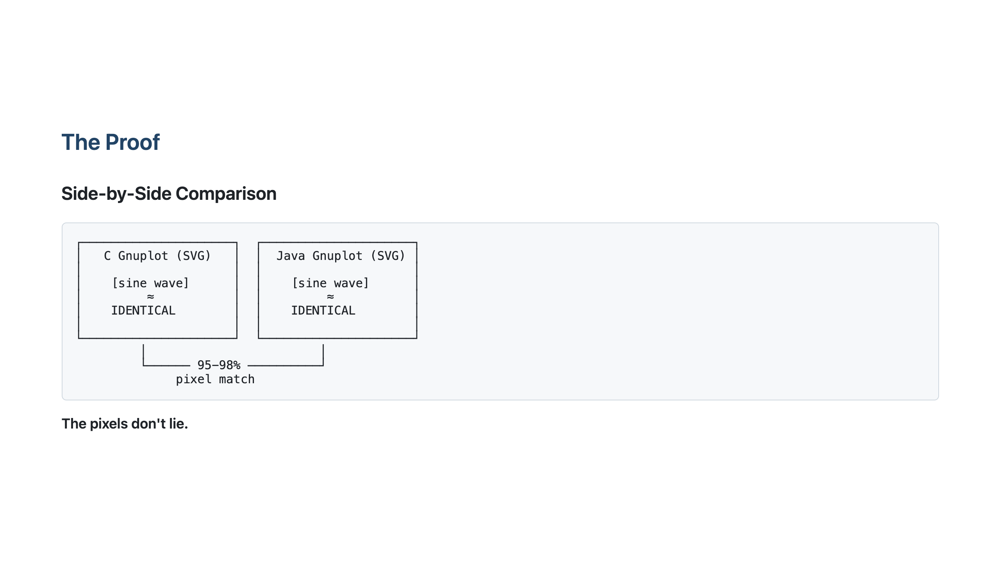 The Proof
Side-by-Side Comparison
C Gnuplot (SVG) Java Gnuplot (SVG)
[sine wave] [sine wave]
≈ ≈
IDENTICAL IDENTICAL
95–98%
pixel match
The pixels don't lie.